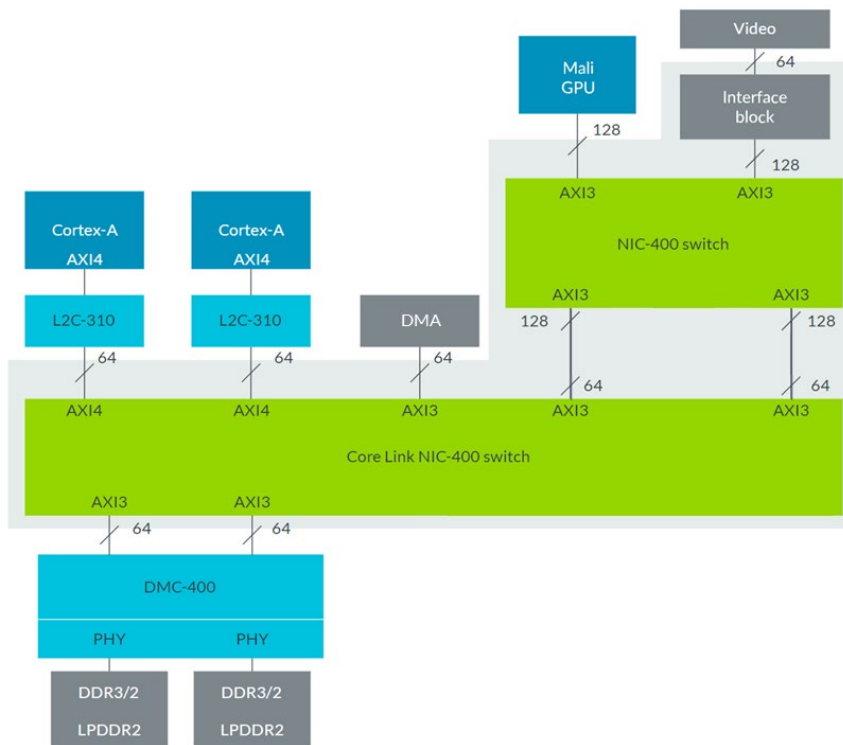 Video
64
Mali
GPU
Interface
block
128
128
AXI3 AXI3
NIC-400 switch
Cortex-A Cortex-A
AXI4 AXI4
AXI3 AXI3
L2C-310 L2C-310 DMA
128 128
64 64 64 64 64
AXI4 AXI4 AXI3 AXI3 AXI3
Core Link NIC-400 switch
AXI3 AXI3
64 64
DMC-400
PHY PHY
DDR3/2 DDR3/2
LPDDR2 LPDDR2